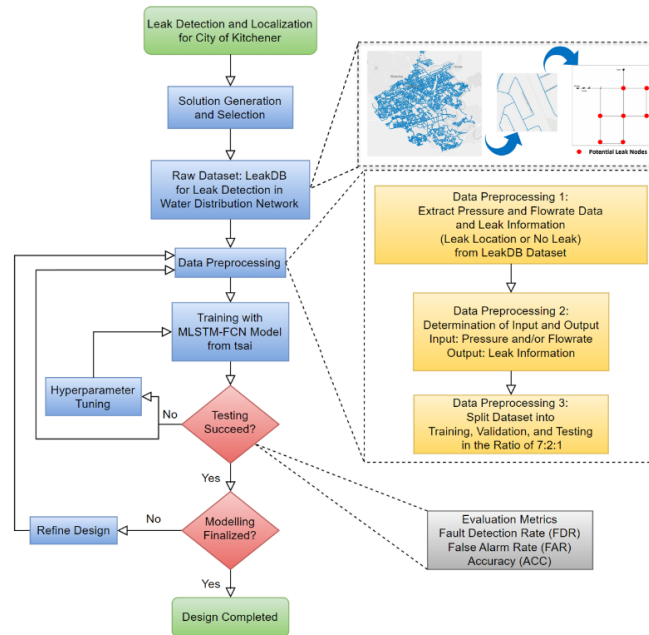 Leak Detection and Localization
for City of Kitchener
Solution Generation
and Selection
Raw Dataset: LeakDB
for Leak Detection in
Water Distribution Network
Potential Leak Nodes
Data Preprocessing
Data Preprocessing 1:
Extract Pressure and Flowrate Data
and Leak Information
(Leak Location or No Leak)
from LeakDB Dataset
Data Preprocessing 2:
Determination of Input and Output
Input: Pressure and/or Flowrate
Output: Leak Information
Data Preprocessing 3:
Split Dataset into
Training, Validation, and Testing
in the Ratio of 7:2:1
Training with
MLSTM-FCN Model
from tsai
Hyperparameter
Tuning
No
Testing
Succeed?
Yes
Evaluation Metrics
Fault Detection Rate (FDR)
False Alarm Rate (FAR)
Accuracy (ACC)
Refine Design
No
Modelling
Finalized?
Yes
Design Completed